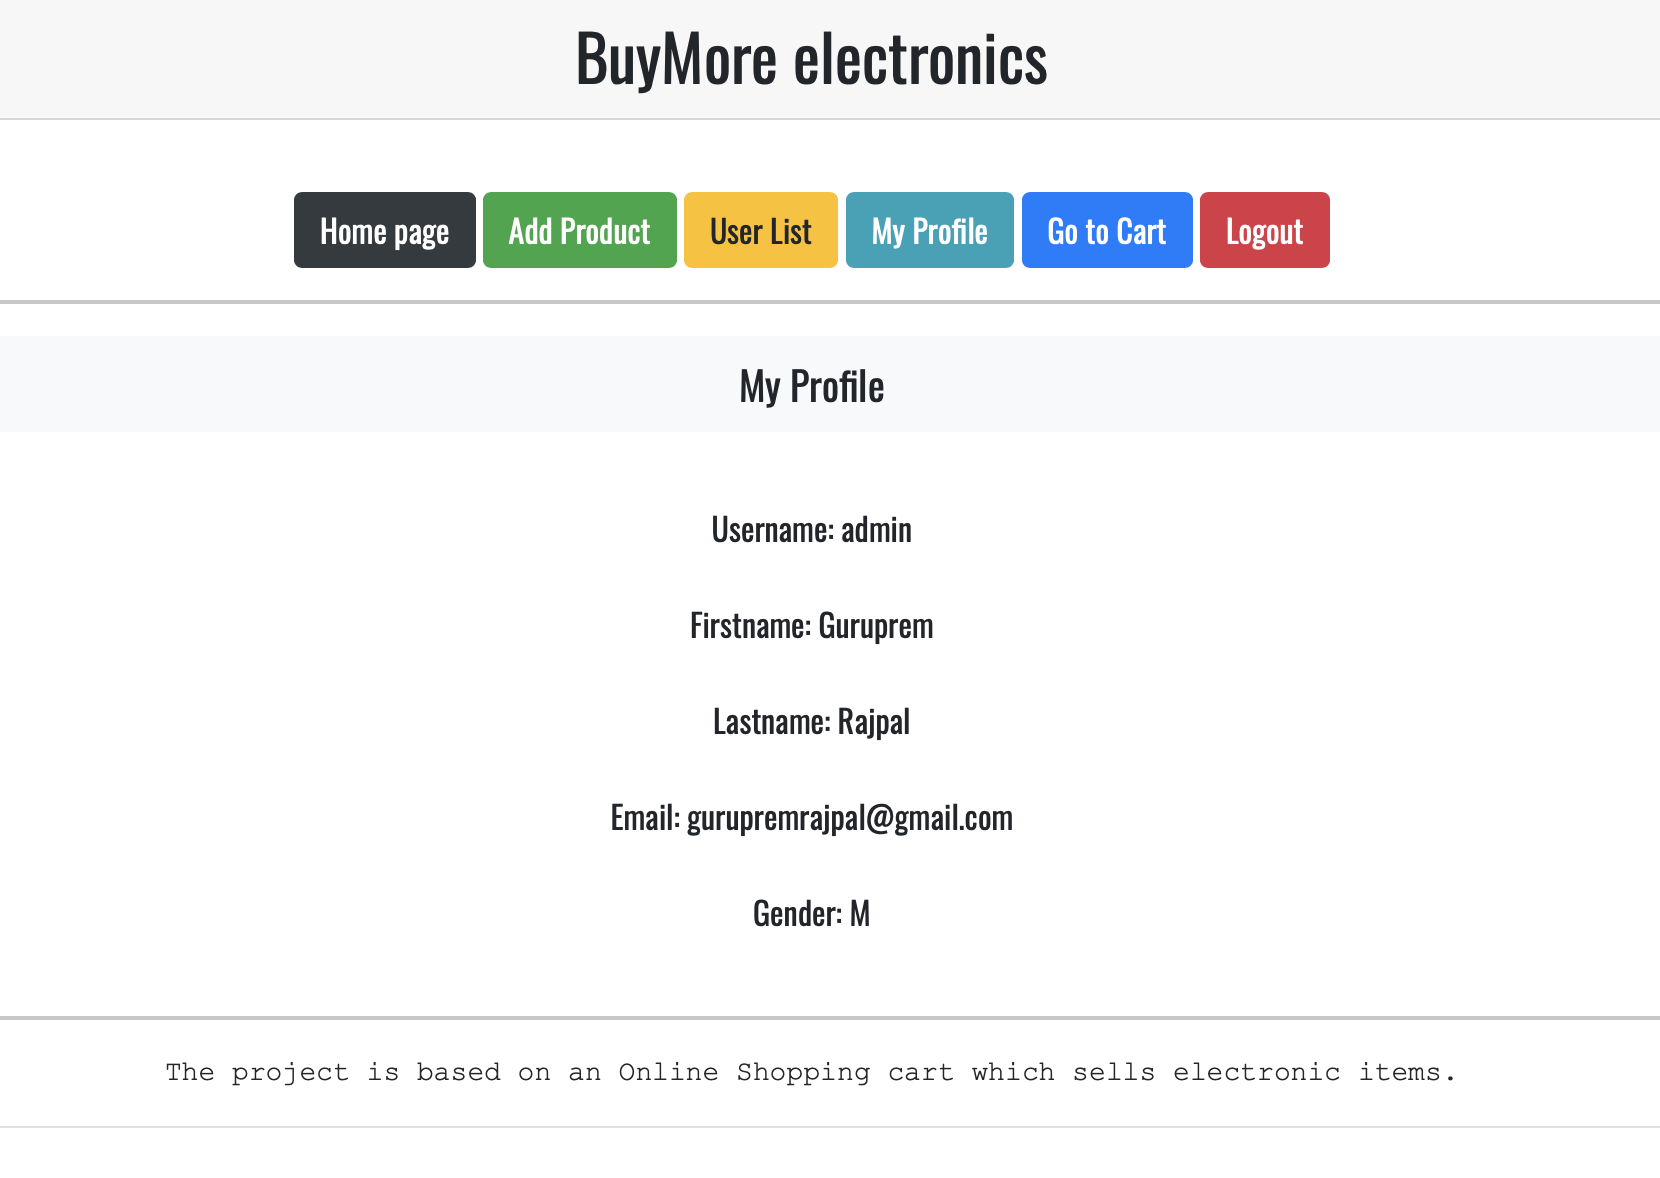 BuyMore electronics
Home page Add Product User List My Profile Go to Cart Logout
My Profile
Username: admin
Firstname: Guruprem
Lastname: Rajpal
Email: gurupremrajpal@gmail.com
Gender: M
The project is based on an Online Shopping cart which sells electronic items.